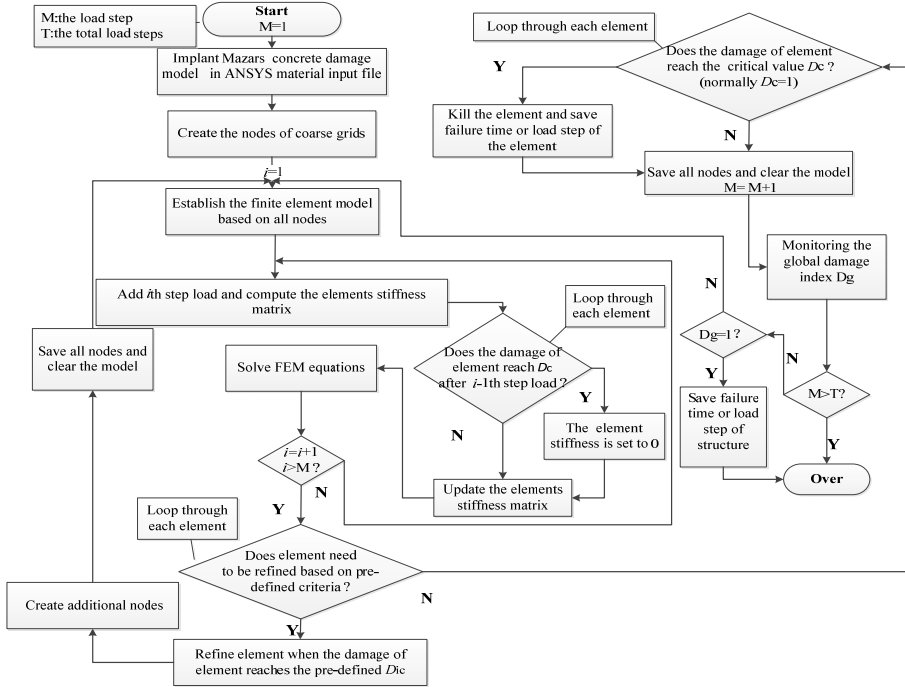 M:the load step
T:the total load steps
Start
M=1
Implant Mazars concrete damage
model in ANSYS material input file
Create the nodes of coarse grids
i=1
Establish the finite element model
based on all nodes
Add ith step load and compute the elements stiffness
matrix
Save all nodes and
clear the model
Solve FEM equations
Loop through
each element
Does the damage of
element reach Dc
after i-1th step load ?
Y
N
The element
stiffness is set to 0
Update the elements
stiffness matrix
i=i+1
i>M ?
N
Y
Loop through
each element
Does element need
to be refined based on pre-
defined criteria ?
N
Y
Create additional nodes
Refine element when the damage of
element reaches the pre-defined Dic
Loop through each element
Does the damage of element
reach the critical value Dc ?
(normally Dc=1)
Y
N
Kill the element and save
failure time or load step of
the element
Save all nodes and clear the model
M= M+1
Monitoring the
global damage
index Dg
N
Dg=1 ?
N
Y
M>T?
Save failure
time or load
step of
structure
Y
Over